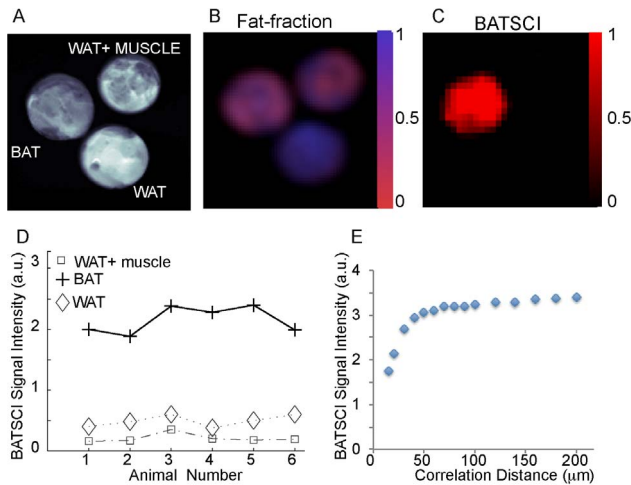 A
WAT+ MUSCLE
BAT
WAT
B
Fat-fraction
1
0.5
0
C
BATSCI
1
0.5
0
D
BATSCI Signal Intensity (a.u.)
3
2
1
0
WAT+ muscle
BAT
WAT
1 2 3 4 5 6
Animal Number
E
BATSCI Signal Intensity (a.u.)
4
3
2
1
0
0 50 100 150 200
Correlation Distance (μm)